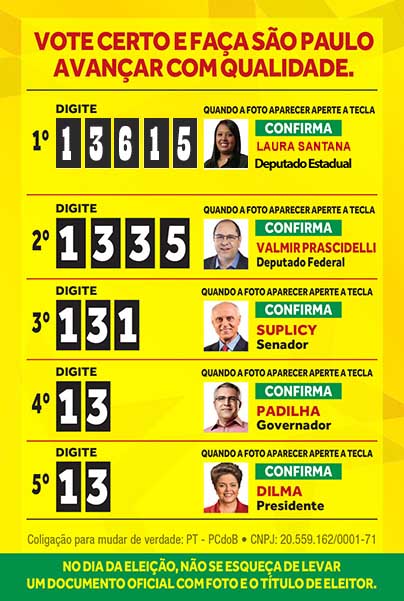 VOTE CERTO E FAÇA SÃO PAULO
AVANÇAR COM QUALIDADE.
DIGITE
QUANDO A FOTO APARECER APERTE A TECLA
1º 13615
CONFIRMA
LAURA SANTANA
Deputado Estadual
DIGITE
QUANDO A FOTO APARECER APERTE A TECLA
2º 1335
CONFIRMA
VALMIR PRASCIDELLI
Deputado Federal
DIGITE
QUANDO A FOTO APARECER APERTE A TECLA
3º 131
CONFIRMA
SUPLICY
Senador
DIGITE
QUANDO A FOTO APARECER APERTE A TECLA
4º 13
CONFIRMA
PADILHA
Governador
DIGITE
QUANDO A FOTO APARECER APERTE A TECLA
5º 13
CONFIRMA
DILMA
Presidente
Coligação para mudar de verdade: PT - PCdoB • CNPJ: 20.559.162/0001-71
NO DIA DA ELEIÇÃO, NÃO SE ESQUEÇA DE LEVAR
UM DOCUMENTO OFICIAL COM FOTO E O TÍTULO DE ELEITOR.